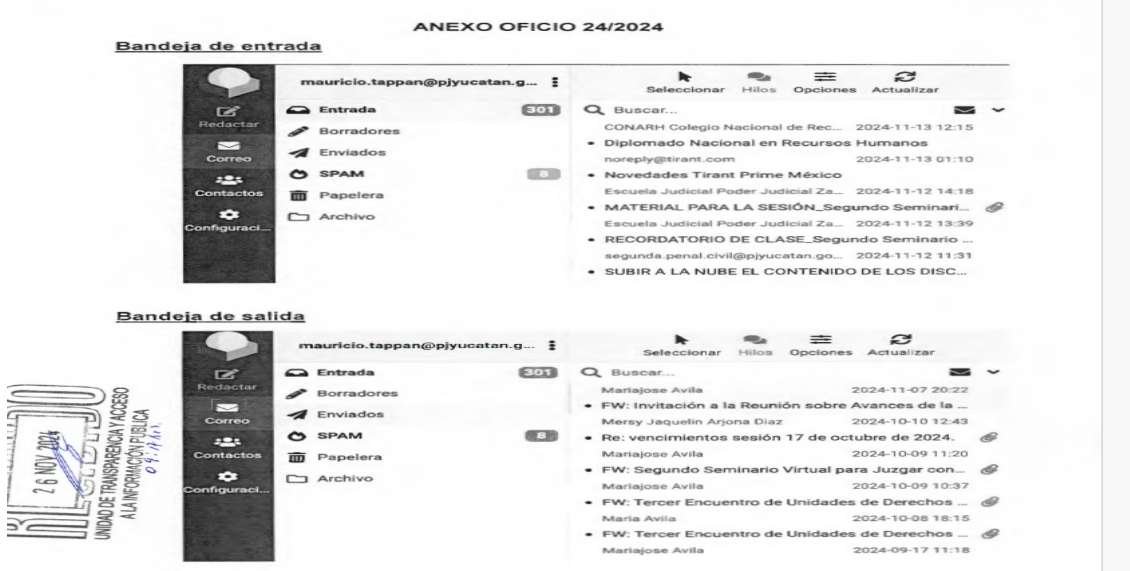 ANEXO OFICIO 24/2024
Bandeja de entrada
mauricio.tappan@pjyucatan.g...
Redactar
Correo
Contactos
Configuraci...
Entrada 301
Borradores
Enviados
SPAM 8
Papelera
Archivo
Seleccionar Hilos Opciones Actualizar
Buscar...
CONARH Colegio Nacional de Rec... 2024-11-13 12:15
• Diplomado Nacional en Recursos Humanos
noreply@tirant.com 2024-11-13 01:10
• Novedades Tirant Prime México
Escuela Judicial Poder Judicial Za... 2024-11-12 14:18
• MATERIAL PARA LA SESIÓN_Segundo Seminari...
Escuela Judicial Poder Judicial Za... 2024-11-12 13:39
• RECORDATORIO DE CLASE_Segundo Seminario ...
segunda.penal.civil@pjyucatan.go... 2024-11-12 11:31
• SUBIR A LA NUBE EL CONTENIDO DE LOS DISC...
Bandeja de salida
mauricio.tappan@pjyucatan.g...
Redactar
Correo
Contactos
Configuraci...
Entrada 301
Borradores
Enviados
SPAM 8
Papelera
Archivo
Seleccionar Hilos Opciones Actualizar
Buscar...
Mariajose Avila 2024-11-07 20:22
• FW: Invitación a la Reunión sobre Avances de la ...
Mersy Jaquelin Arjona Diaz 2024-10-10 12:43
• Re: vencimientos sesión 17 de octubre de 2024.
Mariajose Avila 2024-10-09 11:20
• FW: Segundo Seminario Virtual para Juzgar con...
Mariajose Avila 2024-10-09 10:37
• FW: Tercer Encuentro de Unidades de Derechos ...
Maria Avila 2024-10-08 18:15
• FW: Tercer Encuentro de Unidades de Derechos ...
Mariajose Avila 2024-09-17 11:18
RECIBIDO
26 NOV 2024
UNIDAD DE TRANSPARENCIA Y ACCESO
A LA INFORMACIÓN PÚBLICA